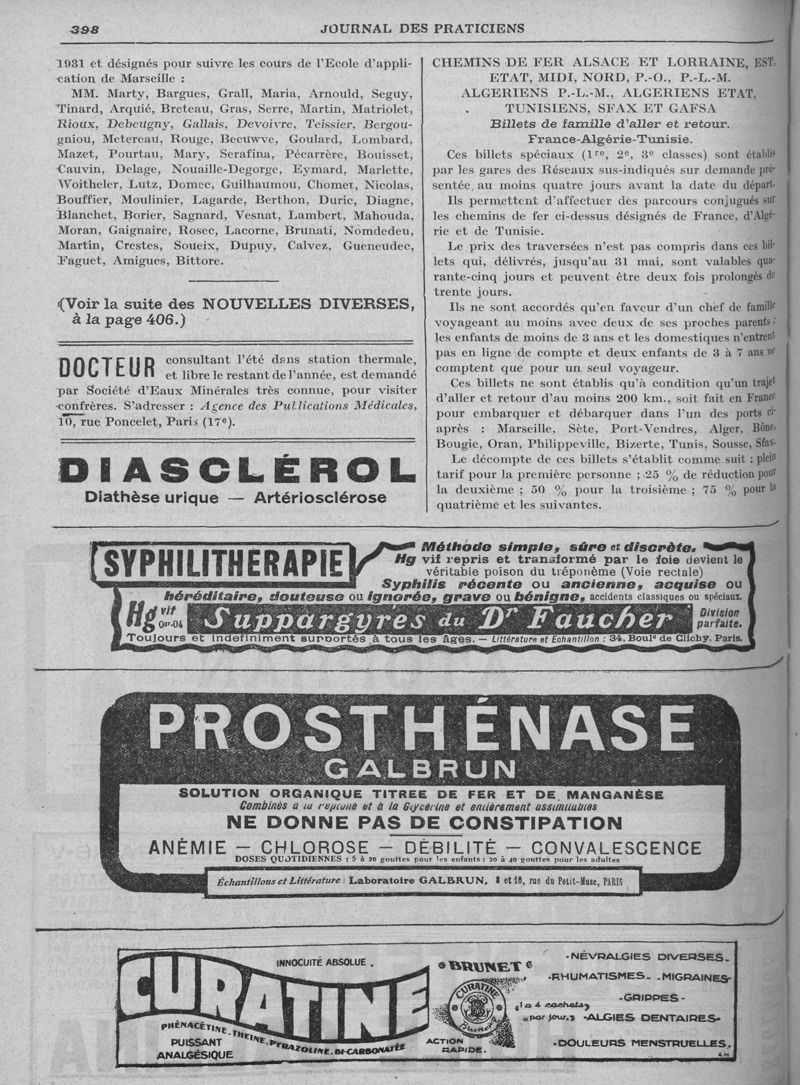 398
JOURNAL DES PRATICIENS
1931 et désignés pour suivre les cours de l'Ecole d'appli-
cation de Marseille :
MM. Marty, Bargues, Grall, Maria, Arnould, Seguy,
Tinard, Arquié, Breteau, Gras, Serre, Martin, Matriolet,
Rioux, Debeugny, Gallais, Devoivre, Teissier, Bergou-
gniou, Metereau, Rouge, Becuwve, Goulard, Lombard,
Mazet, Pourtau, Mary, Serafina, Pécarrère, Bouisset,
Cauvin, Delage, Nouaille-Degorge, Eymard, Marlette,
Woitheler, Lutz, Domec, Guilhaumou, Chomet, Nicolas,
Bouffier, Moulinier, Lagarde, Berthon, Duric, Diagne,
Blanchet, Borier, Sagnard, Vesnat, Lambert, Mahouda,
Moran, Gaignaire, Rosec, Lacorne, Brunati, Nomdedeu,
Martin, Crestes, Soueix, Dupuy, Calvez, Gueneudec,
Faguet, Amigues, Bittore.
(Voir la suite des NOUVELLES DIVERSES,
à la page 406.)
DOCTEUR consultant l'été dans station thermale,
et libre le restant de l'année, est demandé
par Société d'Eaux Minérales très connue, pour visiter
confrères. S'adresser : Agence des Publications Médicales,
10, rue Poncelet, Paris (17e).
DIASCLÉROL
Diathèse urique — Artériosclérose
CHEMINS DE FER ALSACE ET LORRAINE, EST,
ETAT, MIDI, NORD, P.-O., P.-L.-M.
ALGERIENS P.-L.-M., ALGERIENS ETAT,
TUNISIENS, SFAX ET GAFSA
Billets de famille d'aller et retour.
France-Algérie-Tunisie.
Ces billets spéciaux (1re, 2e, 3e classes) sont établis
par les gares des Réseaux sus-indiqués sur demande pré-
sentée au moins quatre jours avant la date du départ.
Ils permettent d'affectuer des parcours conjugués sur
les chemins de fer ci-dessus désignés de France, d'Algé-
rie et de Tunisie.
Le prix des traversées n'est pas compris dans ces bil-
lets qui, délivrés, jusqu'au 31 mai, sont valables qua-
rante-cinq jours et peuvent être deux fois prolongés de
trente jours.
Ils ne sont accordés qu'en faveur d'un chef de famille
voyageant au moins avec deux de ses proches parents :
les enfants de moins de 3 ans et les domestiques n'entrent
pas en ligne de compte et deux enfants de 3 à 7 ans ne
comptent que pour un seul voyageur.
Ces billets ne sont établis qu'à condition qu'un trajet
d'aller et retour d'au moins 200 km., soit fait en France
pour embarquer et débarquer dans l'un des ports ci-
après : Marseille, Sète, Port-Vendres, Alger, Bône,
Bougie, Oran, Philippeville, Bizerte, Tunis, Sousse, Sfax.
Le décompte de ces billets s'établit comme suit : plein
tarif pour la première personne ; 25 % de réduction pour
la deuxième ; 50 % pour la troisième ; 75 % pour la
quatrième et les suivantes.
SYPHILITHERAPIE
Méthode simple, sûre et discrète.
Hg vif repris et transformé par le foie devient le
véritable poison du tréponème (Voie rectale)
Syphilis récente ou ancienne, acquise ou
héréditaire, douteuse ou ignorée, grave ou bénigne, accidents classiques ou spéciaux.
Hg vif 0gr.04 Suppargyres du Dr Faucher Division parfaite.
Toujours et indéfiniment supportés à tous les âges. — Littérature et Echantillon : 34, Boult de Clichy. Paris.
PROSTHÉNASE
GALBRUN
SOLUTION ORGANIQUE TITREE DE FER ET DE MANGANÈSE
Combinés a la peptone et à la Glycérine et entièrement assimilables
NE DONNE PAS DE CONSTIPATION
ANÉMIE — CHLOROSE — DÉBILITÉ — CONVALESCENCE
DOSES QUOTIDIENNES : 5 à 20 gouttes pour les enfants : 20 à 40 gouttes pour les adultes
Échantillons et Littérature : Laboratoire GALBRUN, 8 et 10, rue du Petit-Musc, PARIS
INNOCUITÉ ABSOLUE.
CURATINE
PHÉNACÉTINE. THEINE. PYRAZOLINE. BI-CARBONATÉE
PUISSANT
ANALGÉSIQUE
BRUNET
CURATINE
Brunet
ACTION
RAPIDE.
1 a 4 cachets
par jour.
-NÉVRALGIES DIVERSES-
-RHUMATISMES- -MIGRAINES-
-GRIPPES-
-ALGIES DENTAIRES-
-DOULEURS MENSTRUELLES.